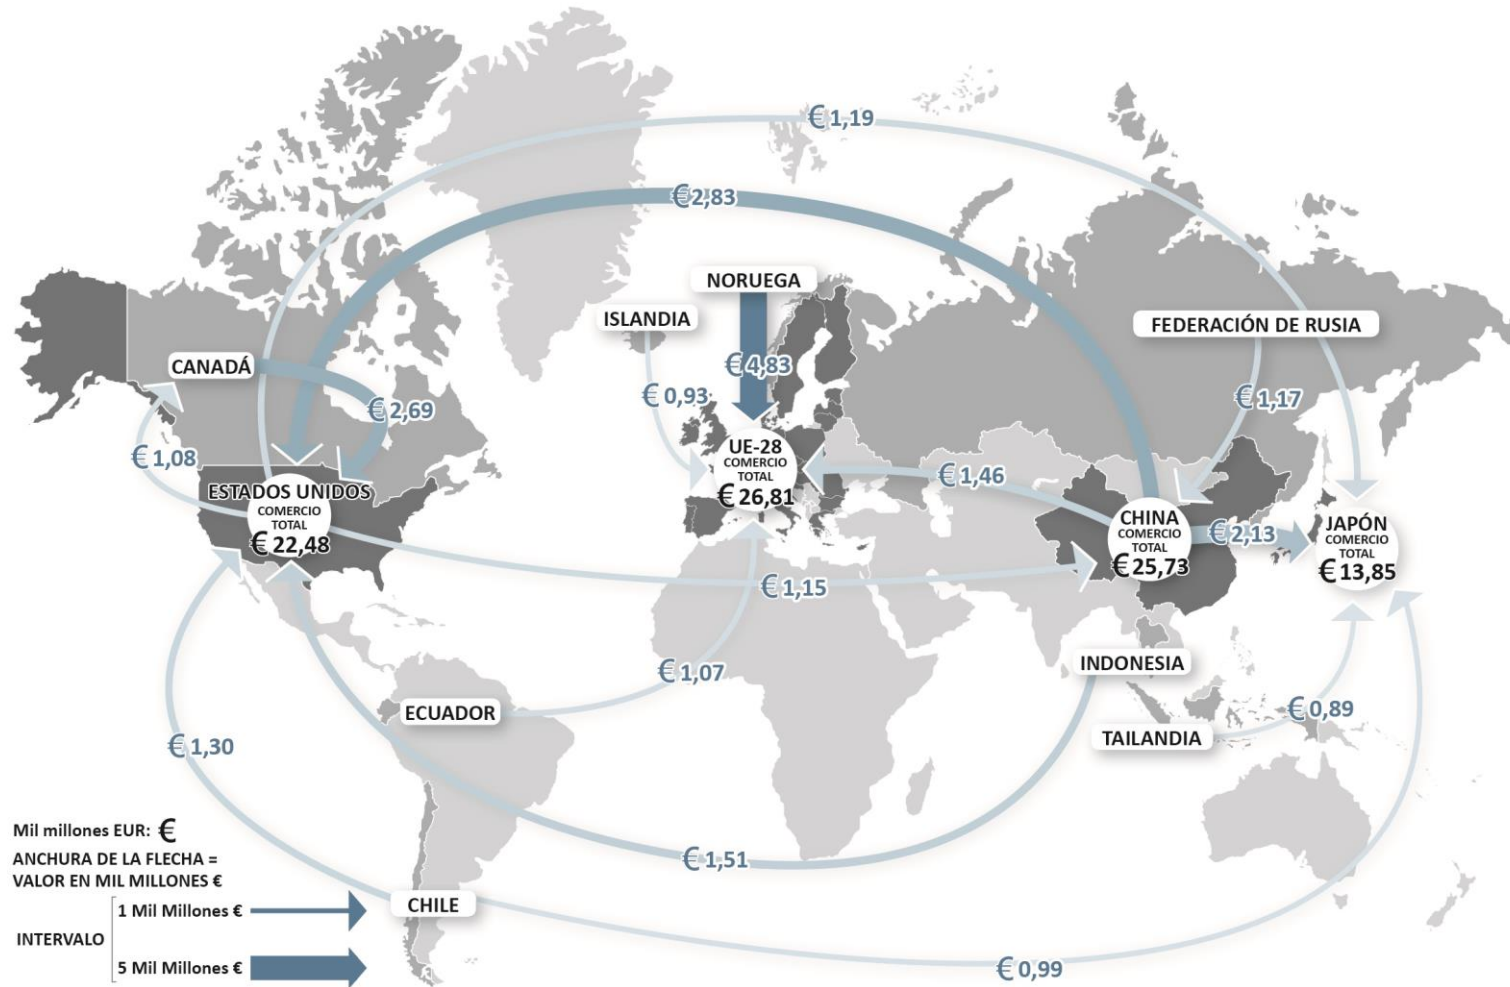 € 1,19
€ 2,83
NORUEGA
ISLANDIA
FEDERACIÓN DE RUSIA
CANADÁ
€ 4,83
€ 0,93
€ 1,17
€ 2,69
€ 1,08
UE-28
COMERCIO
TOTAL
€ 26,81
€ 1,46
ESTADOS UNIDOS
COMERCIO
TOTAL
€ 22,48
CHINA
COMERCIO
TOTAL
€ 25,73
€ 2,13
JAPÓN
COMERCIO
TOTAL
€ 13,85
€ 1,15
INDONESIA
€ 1,07
ECUADOR
€ 0,89
TAILANDIA
€ 1,30
Mil millones EUR: €
ANCHURA DE LA FLECHA =
VALOR EN MIL MILLONES €
€ 1,51
CHILE
1 Mil Millones €
INTERVALO
5 Mil Millones €
€ 0,99